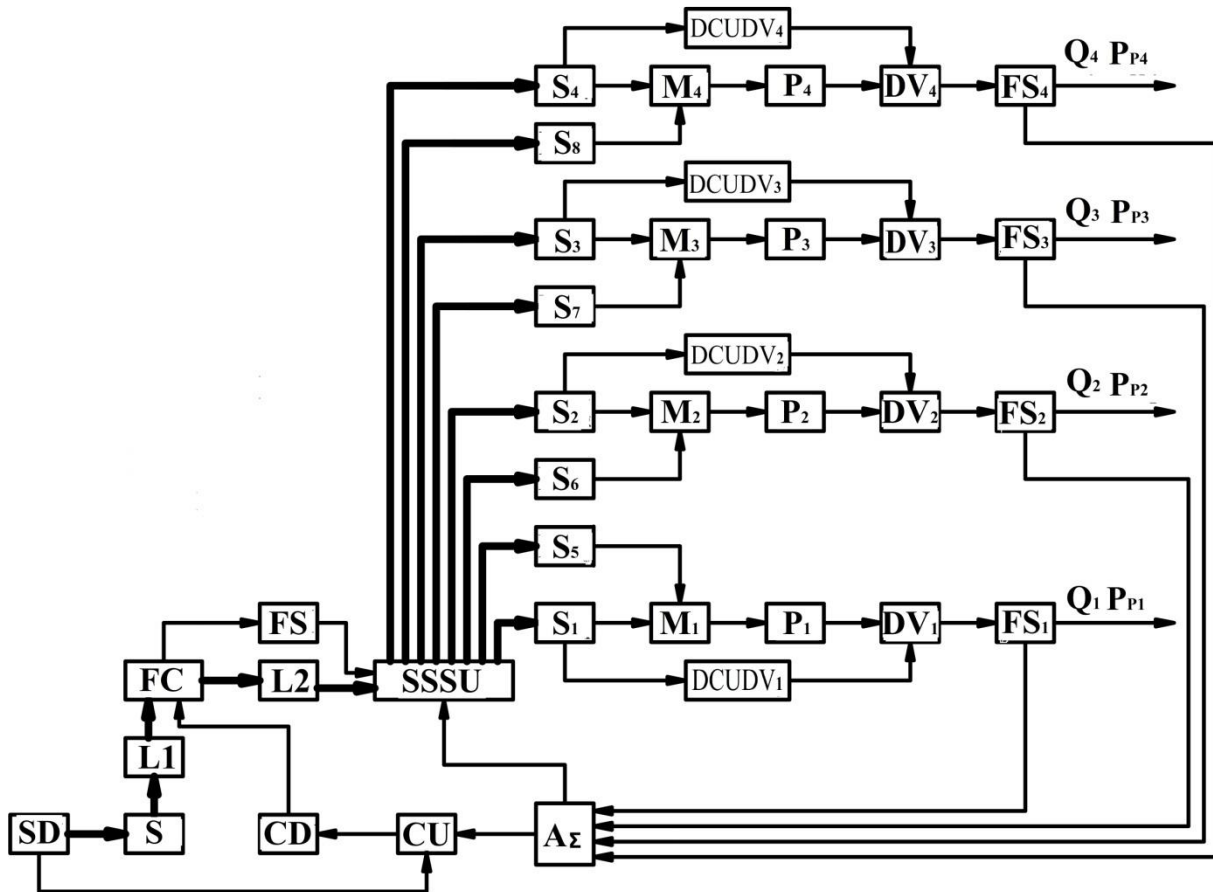 DCUDV4
Q4 PP4
S4 M4 P4 DV4 FS4
S8
DCUDV3
Q3 PP3
S3 M3 P3 DV3 FS3
S7
DCUDV2
Q2 PP2
S2 M2 P2 DV2 FS2
S6
S5
Q1 PP1
FS S1 M1 P1 DV1 FS1
FC L2 SSSU DCUDV1
L1
SD S CD CU AΣ